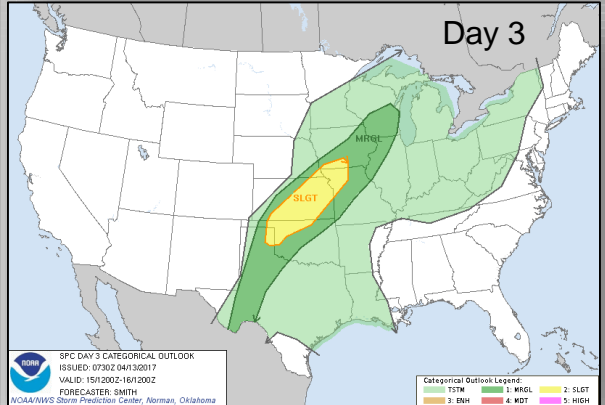 Day 3
MRGL
SLGT
NOAA
SPC DAY 3 CATEGORICAL OUTLOOK
ISSUED: 0730Z 04/13/2017
VALID: 15/1200Z-16/1200Z
FORECASTER: SMITH
NOAA/NWS Storm Prediction Center, Norman, Oklahoma
Categorical OutlookLegend:
TSTM 1: MRGL 2: SLGT
3: ENH 4: MDT 5: HIGH